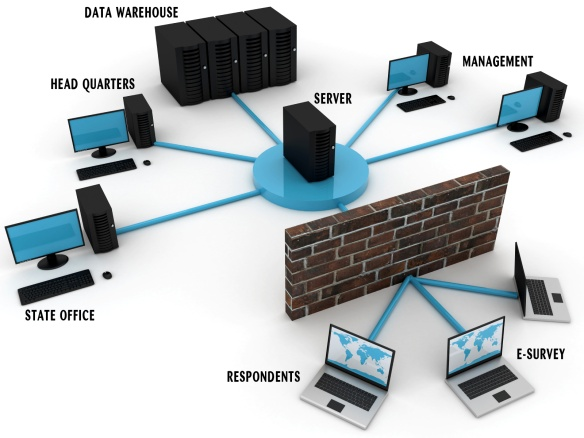 DATA WAREHOUSE
HEAD QUARTERS
MANAGEMENT
SERVER
STATE OFFICE
E-SURVEY
RESPONDENTS